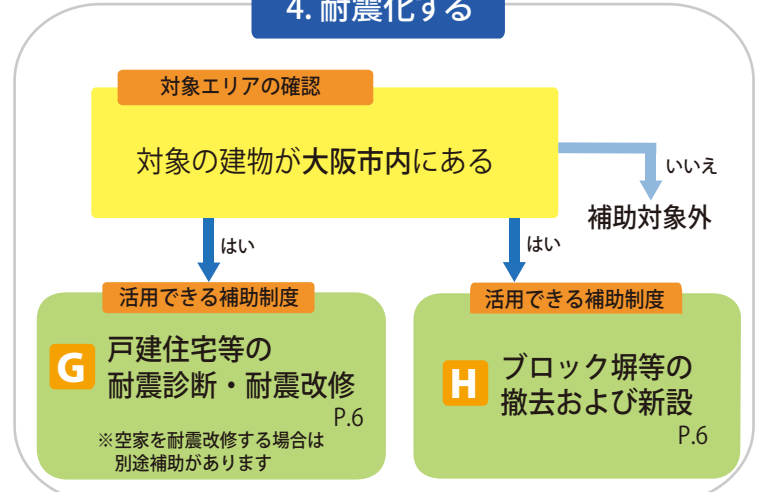 4. 耐震化する
対象エリアの確認
対象の建物が大阪市内にある
いいえ
補助対象外
はい
はい
活用できる補助制度
G 戸建住宅等の
耐震診断・耐震改修
P.6
※空家を耐震改修する場合は
別途補助があります
活用できる補助制度
H ブロック塀等の
撤去および新設
P.6